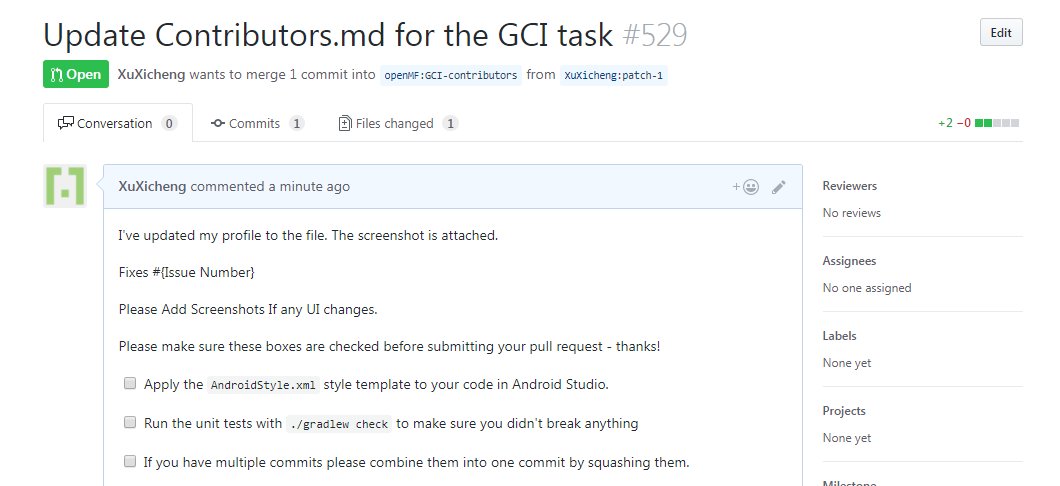 Update Contributors.md for the GCI task #529
Edit
Open
XuXicheng wants to merge 1 commit into openMF:GCI-contributors from XuXicheng:patch-1
Conversation 0
Commits 1
Files changed 1
+2 −0
XuXicheng commented a minute ago
+
I've updated my profile to the file. The screenshot is attached.
Fixes #{Issue Number}
Please Add Screenshots If any UI changes.
Please make sure these boxes are checked before submitting your pull request - thanks!
Apply the AndroidStyle.xml style template to your code in Android Studio.
Run the unit tests with ./gradlew check to make sure you didn't break anything
If you have multiple commits please combine them into one commit by squashing them.
Reviewers
No reviews
Assignees
No one assigned
Labels
None yet
Projects
None yet
Milestone